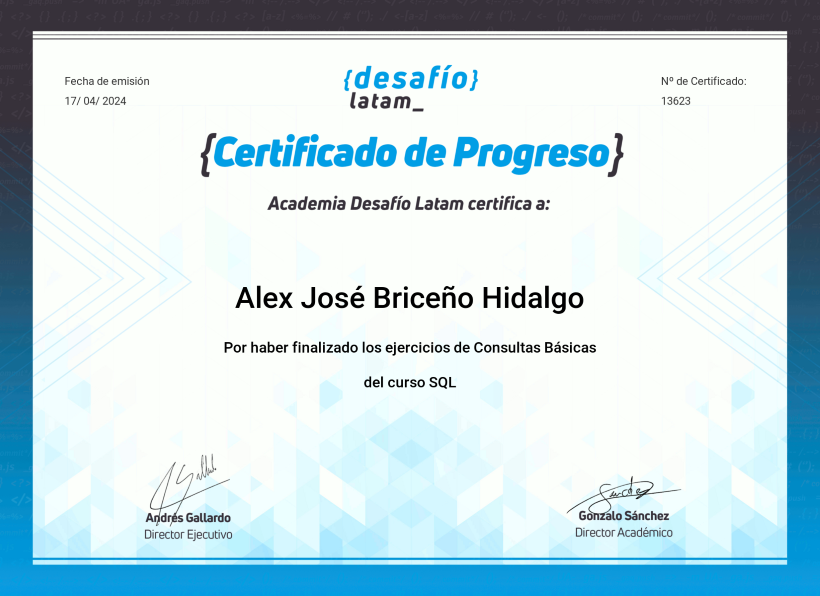 Fecha de emisión
17/ 04/ 2024
{desafío}
latam_
Nº de Certificado:
13623
{Certificado de Progreso}
Academia Desafío Latam certifica a:
Alex José Briceño Hidalgo
Por haber finalizado los ejercicios de Consultas Básicas
del curso SQL
Andrés Gallardo
Director Ejecutivo
Gonzalo Sánchez
Director Académico